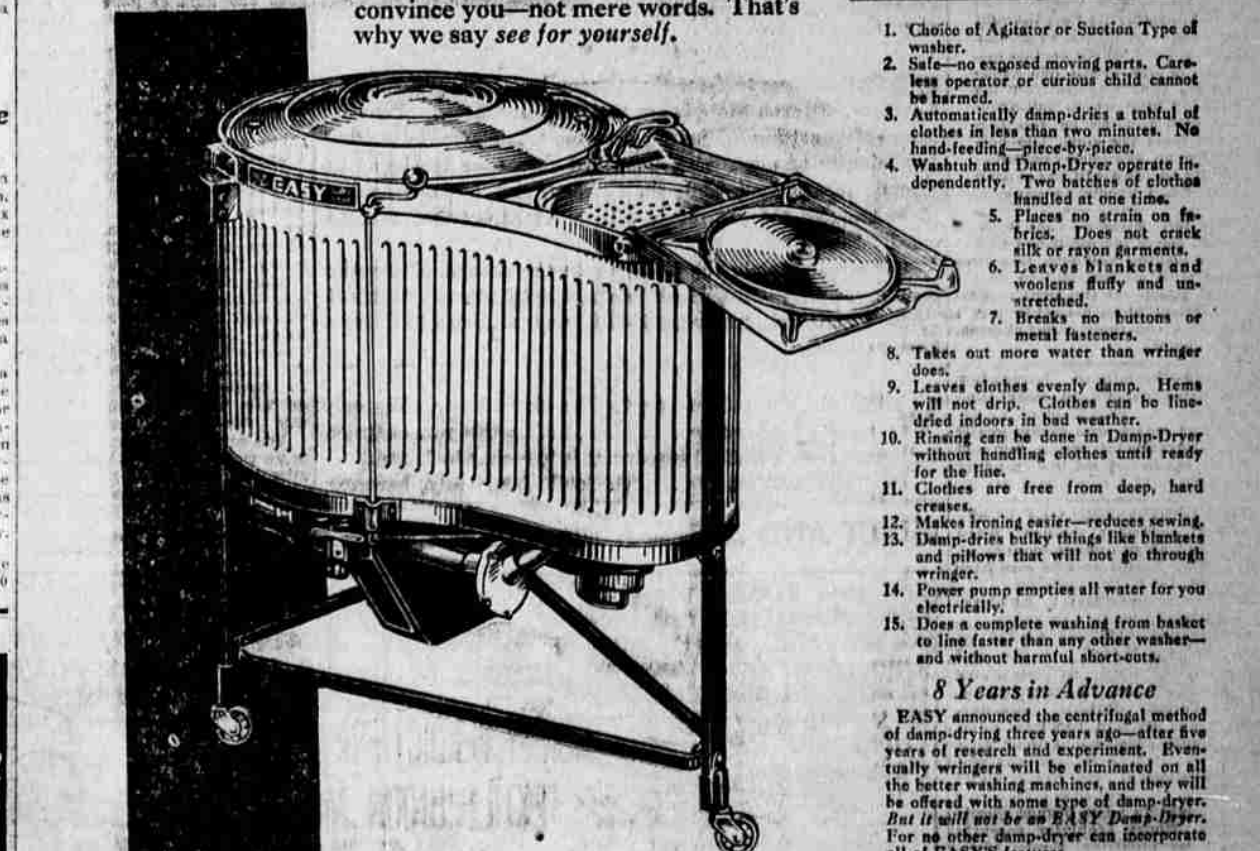 convince you—not mere words. That's
why we say see for yourself.
EASY
1. Choice of Agitator or Suction Type of
washer.
2. Safe—no exposed moving parts. Care-
less operator or curious child cannot
be harmed.
3. Automatically damp-dries a tubful of
clothes in less than two minutes. No
hand-feeding—piece-by-piece.
4. Washtub and Damp-Dryer operate in-
dependently. Two batches of clothes
handled at one time.
5. Places no strain on fa-
brics. Does not crack
silk or rayon garments.
6. Leaves blankets and
woolens fluffy and un-
stretched.
7. Breaks no buttons or
metal fasteners.
8. Takes out more water than wringer
does.
9. Leaves clothes evenly damp. Hems
will not drip. Clothes can be line-
dried indoors in bad weather.
10. Rinsing can be done in Damp-Dryer
without handling clothes until ready
for the line.
11. Clothes are free from deep, hard
creases.
12. Makes ironing easier—reduces sewing.
13. Damp-dries bulky things like blankets
and pillows that will not go through
wringer.
14. Power pump empties all water for you
electrically.
15. Does a complete washing from basket
to line faster than any other washer—
and without harmful short-cuts.
8 Years in Advance
EASY announced the centrifugal method
of damp-drying three years ago—after five
years of research and experiment. Even-
tually wringers will be eliminated on all
the better washing machines, and they will
be offered with some type of damp-dryer.
But it will not be an EASY Damp-Dryer.
For no other damp-dryer can incorporate
all of EASY'S features